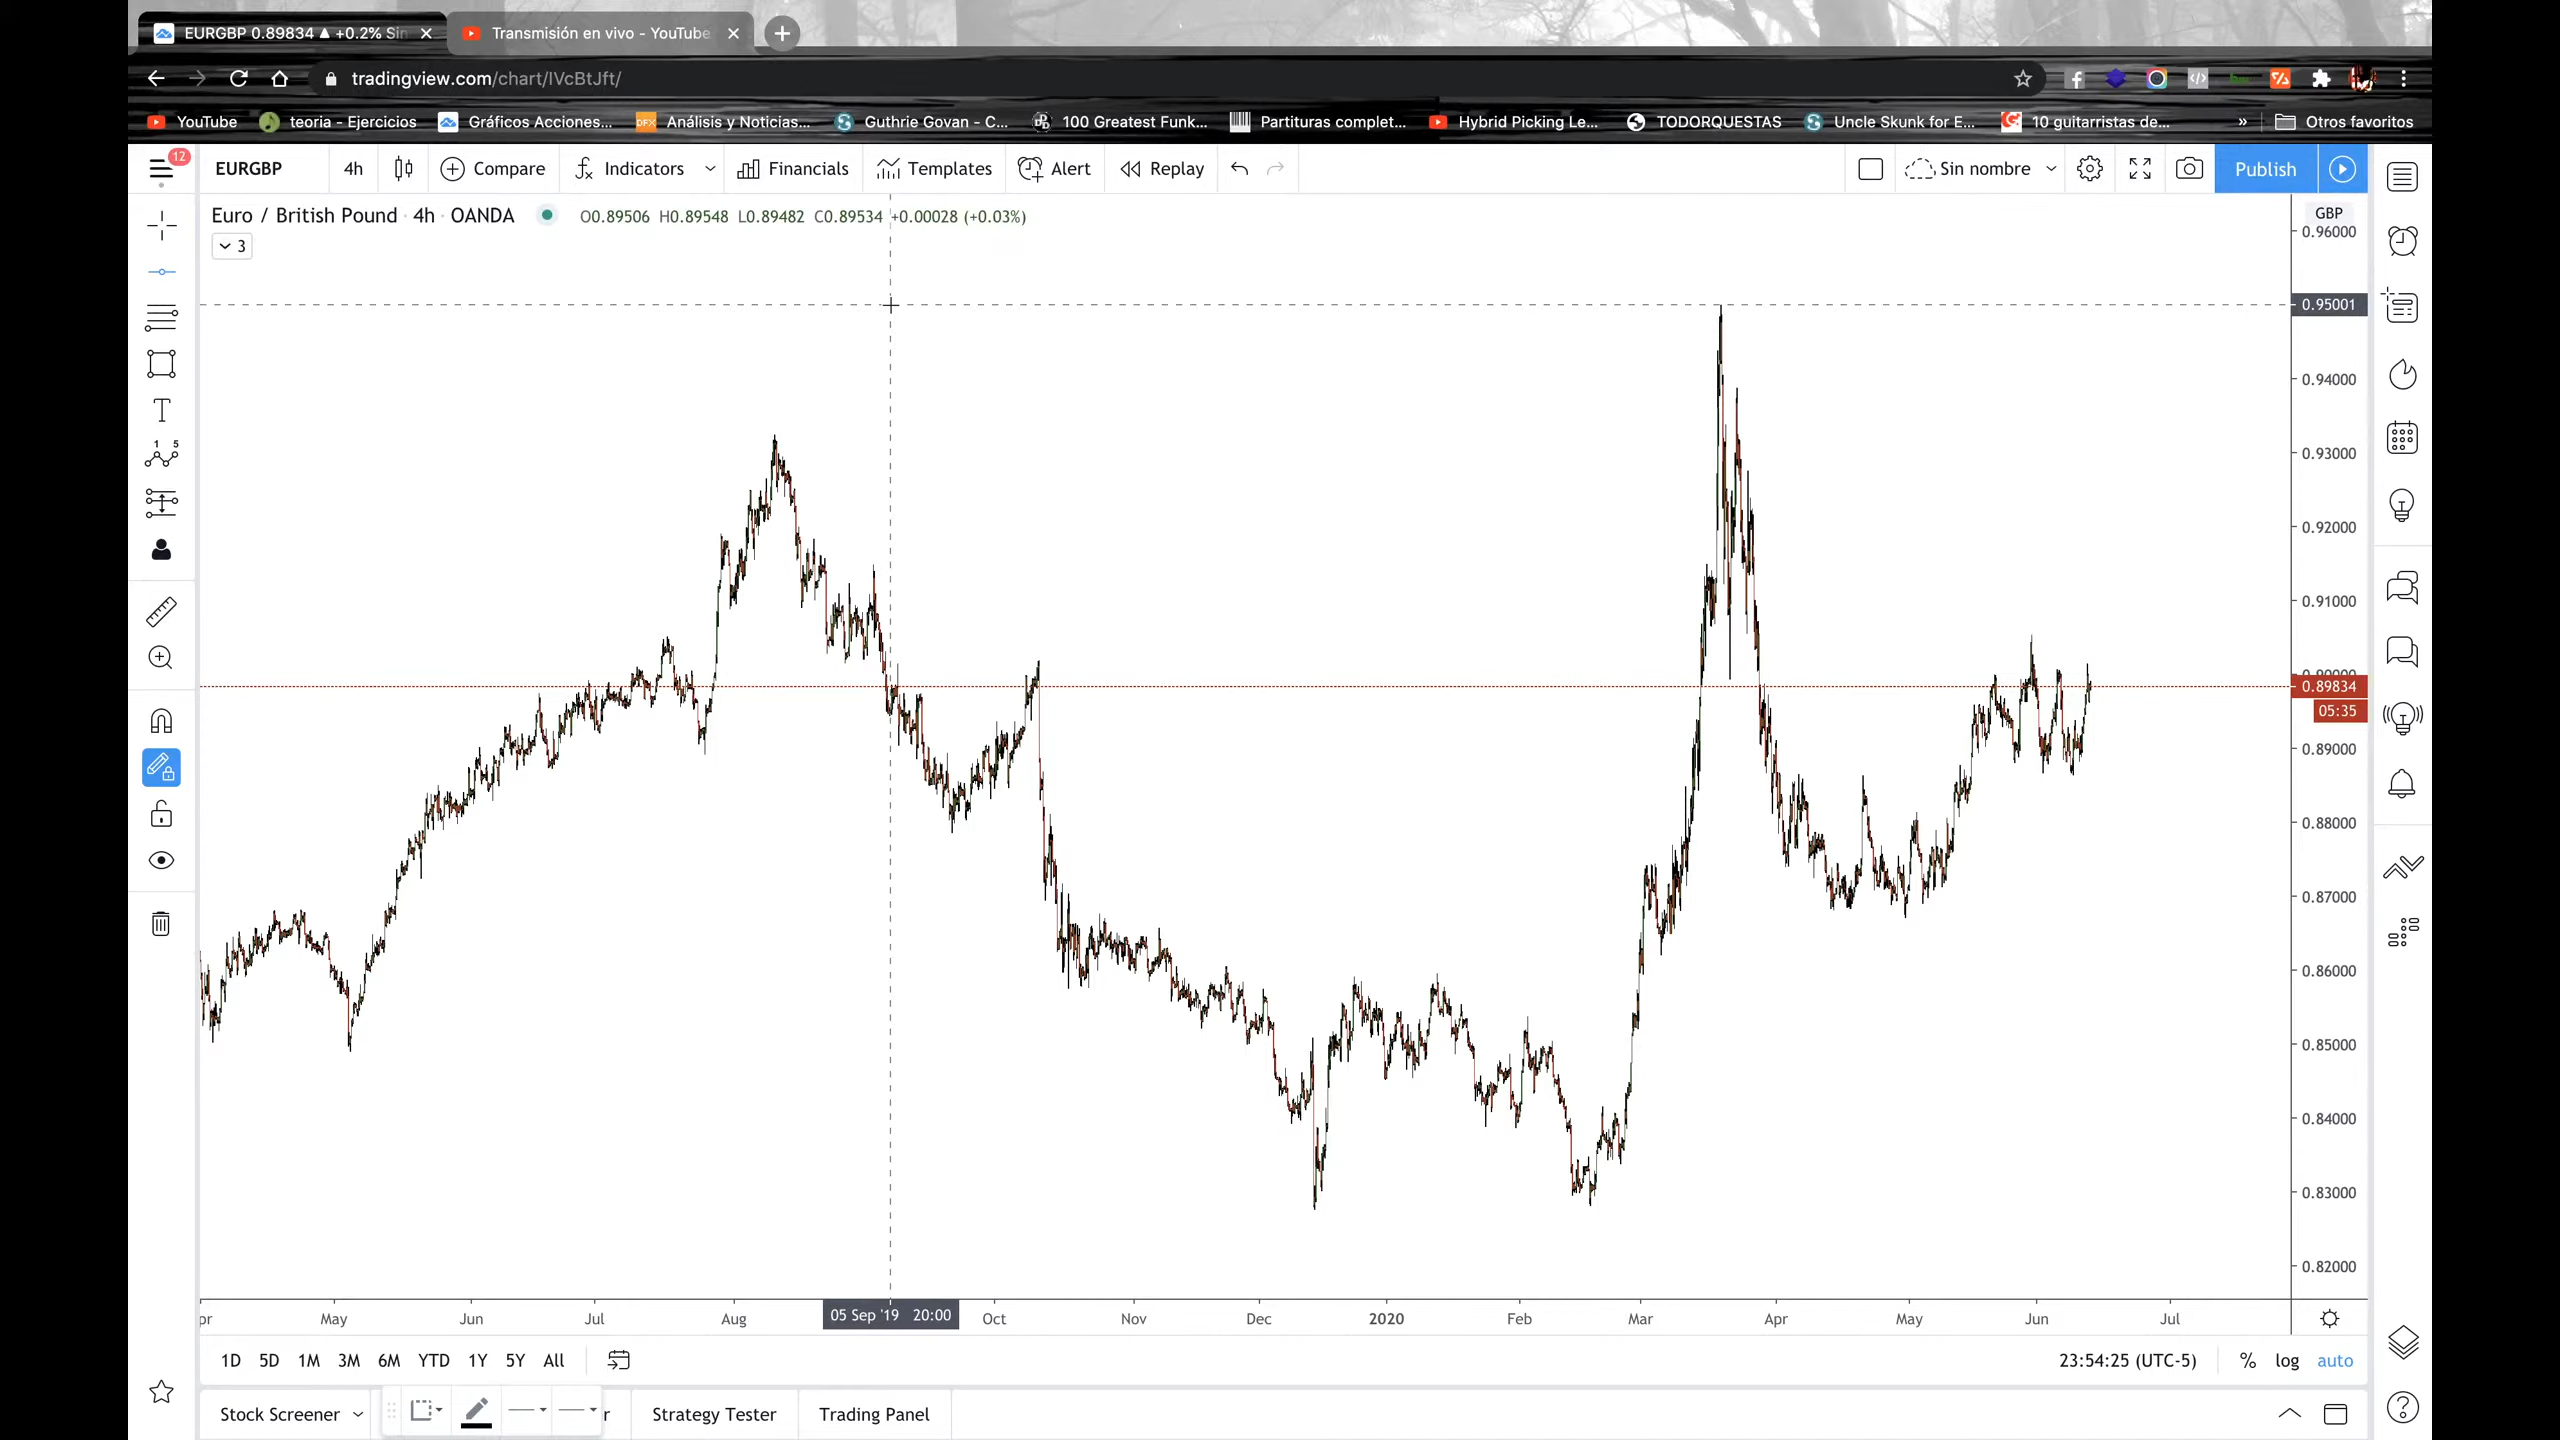 EURGBP 0.89834 ▲ +0.2% Sin
Transmisión en vivo - YouTube
tradingview.com/chart/IVcBtJft/
YouTube
teoria - Ejercicios
Gráficos Acciones...
Análisis y Noticias...
Guthrie Govan - C...
100 Greatest Funk...
Partituras complet...
Hybrid Picking Le...
TODORQUESTAS
Uncle Skunk for E...
10 guitarristas de...
»
Otros favoritos
12
EURGBP
4h
Compare
Indicators
Financials
Templates
Alert
Replay
Sin nombre
Publish
Euro / British Pound · 4h · OANDA
O0.89506 H0.89548 L0.89482 C0.89534 +0.00028 (+0.03%)
3
GBP
0.96000
0.95001
0.94000
0.93000
0.92000
0.91000
0.89834
05:35
0.89000
0.88000
0.87000
0.86000
0.85000
0.84000
0.83000
0.82000
pr
May
Jun
Jul
Aug
05 Sep '19 20:00
Oct
Nov
Dec
2020
Feb
Mar
Apr
May
Jun
Jul
1D 5D 1M 3M 6M YTD 1Y 5Y All
23:54:25 (UTC-5)
% log auto
Stock Screener
r
Strategy Tester
Trading Panel